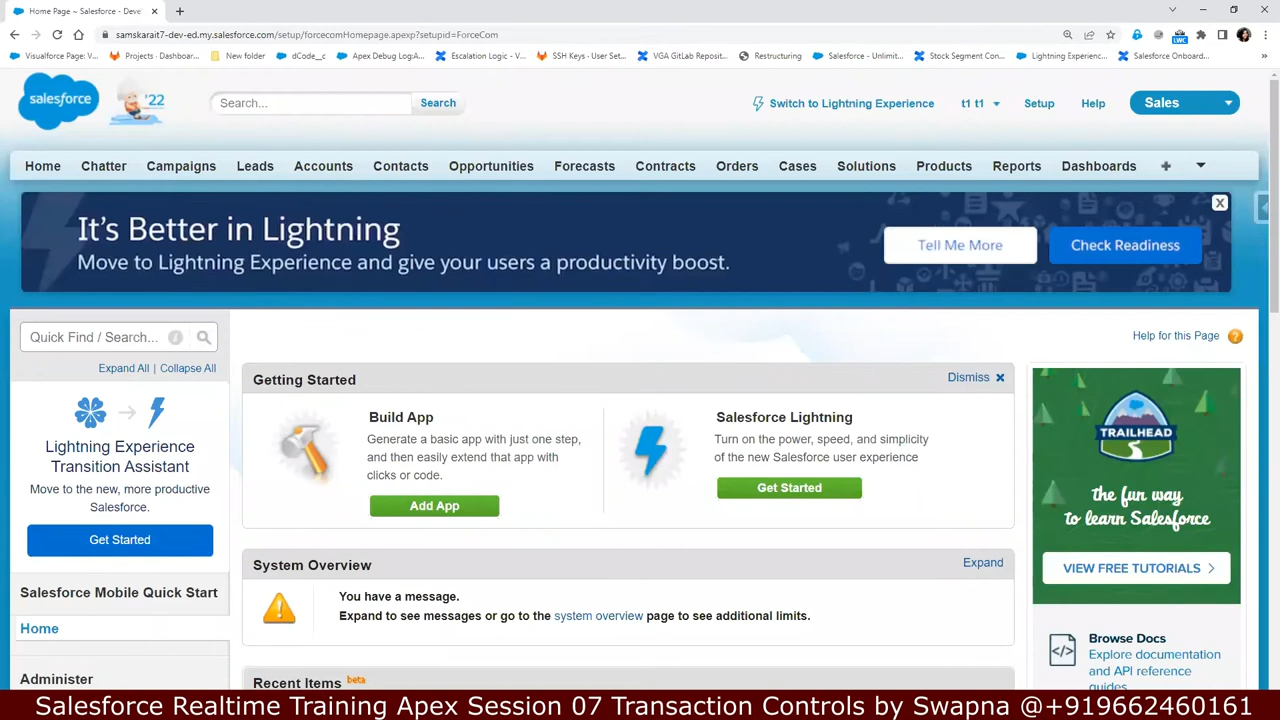 Home Page ~ Salesforce - Deve
samskarait7-dev-ed.my.salesforce.com/setup/forcecomHomepage.apexp?setupid=ForceCom
Visualforce Page: V... Projects · Dashboar... New folder dCode__c Apex Debug Log:A... Escalation Logic - V... SSH Keys · User Set... VGA GitLab Reposit... Restructuring Salesforce - Unlimit... Stock Segment Con... Lightning Experienc... Salesforce Onboard...
salesforce '22 Search... Search Switch to Lightning Experience t1 t1 Setup Help Sales
Home Chatter Campaigns Leads Accounts Contacts Opportunities Forecasts Contracts Orders Cases Solutions Products Reports Dashboards +
It's Better in Lightning
Move to Lightning Experience and give your users a productivity boost.
Tell Me More Check Readiness
Quick Find / Search...
Expand All | Collapse All
Lightning Experience
Transition Assistant
Move to the new, more productive
Salesforce.
Get Started
Salesforce Mobile Quick Start
Home
Administer
Help for this Page
Getting Started Dismiss
Build App
Generate a basic app with just one step,
and then easily extend that app with
clicks or code.
Add App
Salesforce Lightning
Turn on the power, speed, and simplicity
of the new Salesforce user experience
Get Started
System Overview Expand
You have a message.
Expand to see messages or go to the system overview page to see additional limits.
Recent Items beta
TRAILHEAD
the fun way
to learn Salesforce
VIEW FREE TUTORIALS
Browse Docs
Explore documentation
and API reference
guides
Salesforce Realtime Training Apex Session 07 Transaction Controls by Swapna @+919662460161